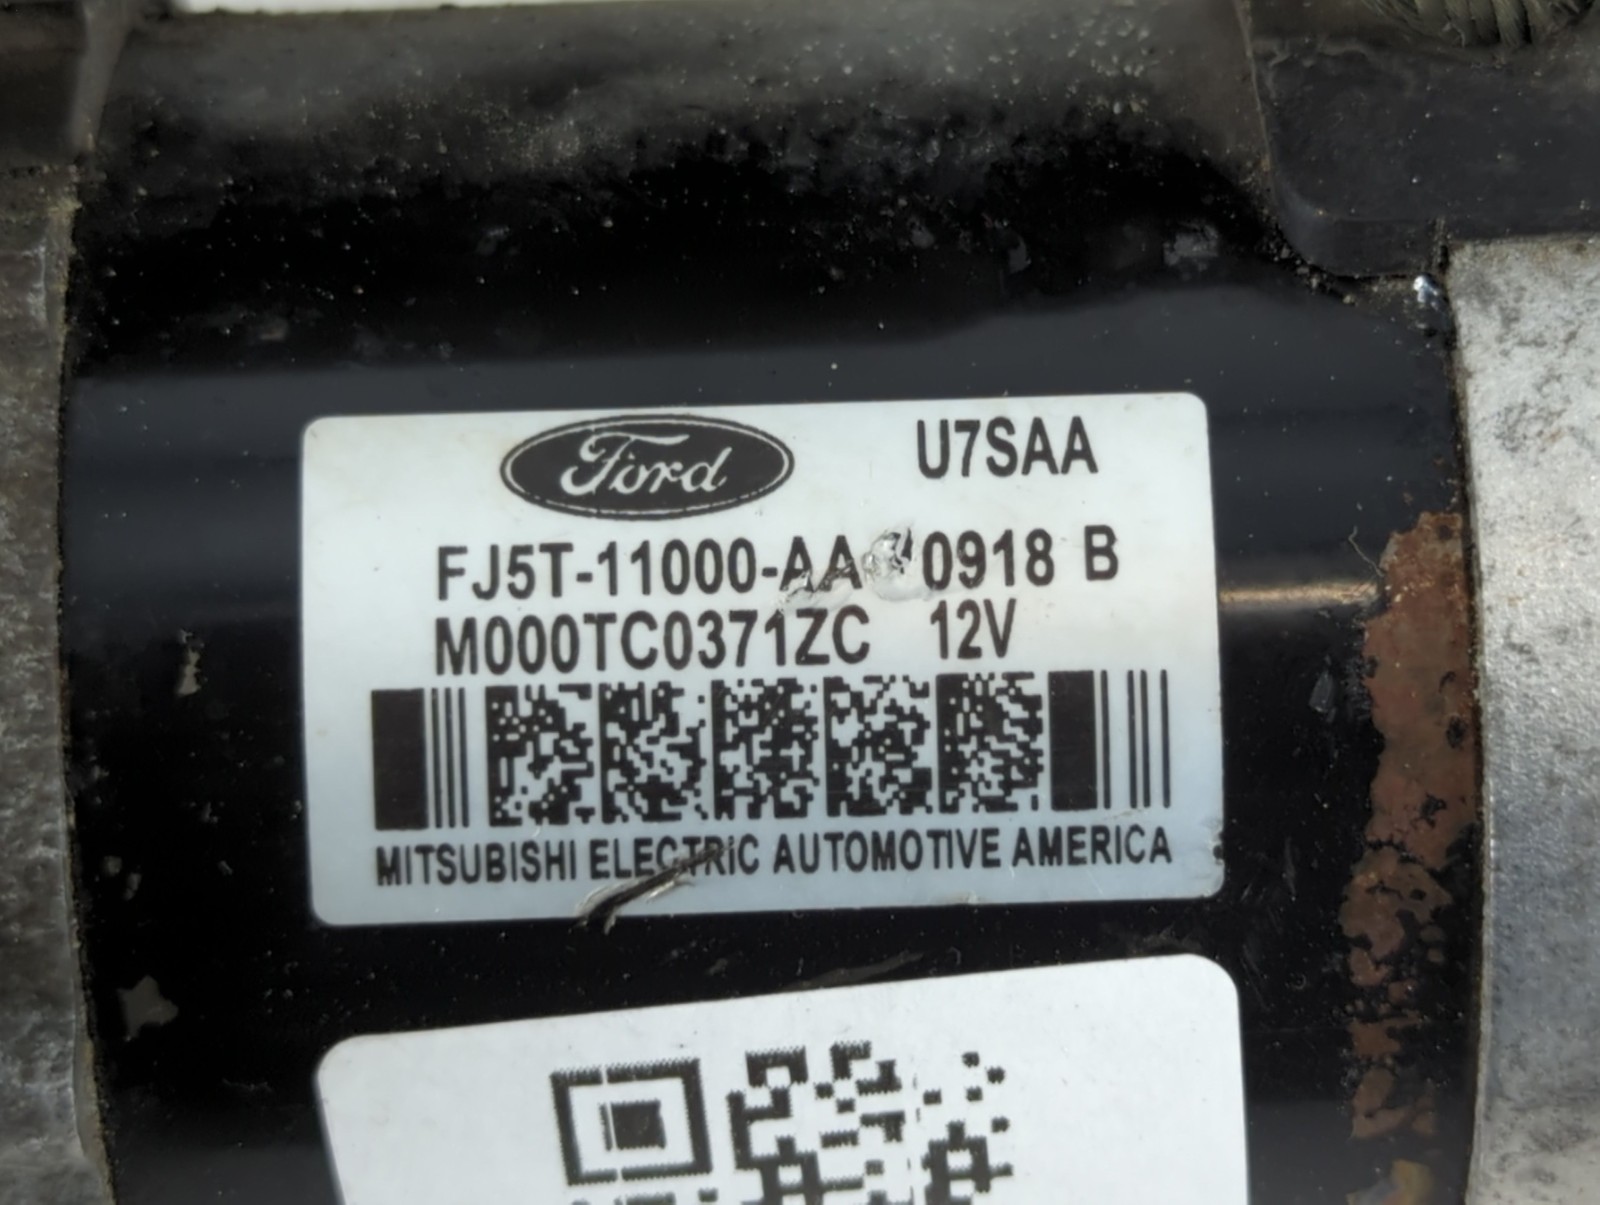 Ford U7SAA
FJ5T-11000-AA 0918 B
M000TC0371ZC 12V
MITSUBISHI ELECTRIC AUTOMOTIVE AMERICA